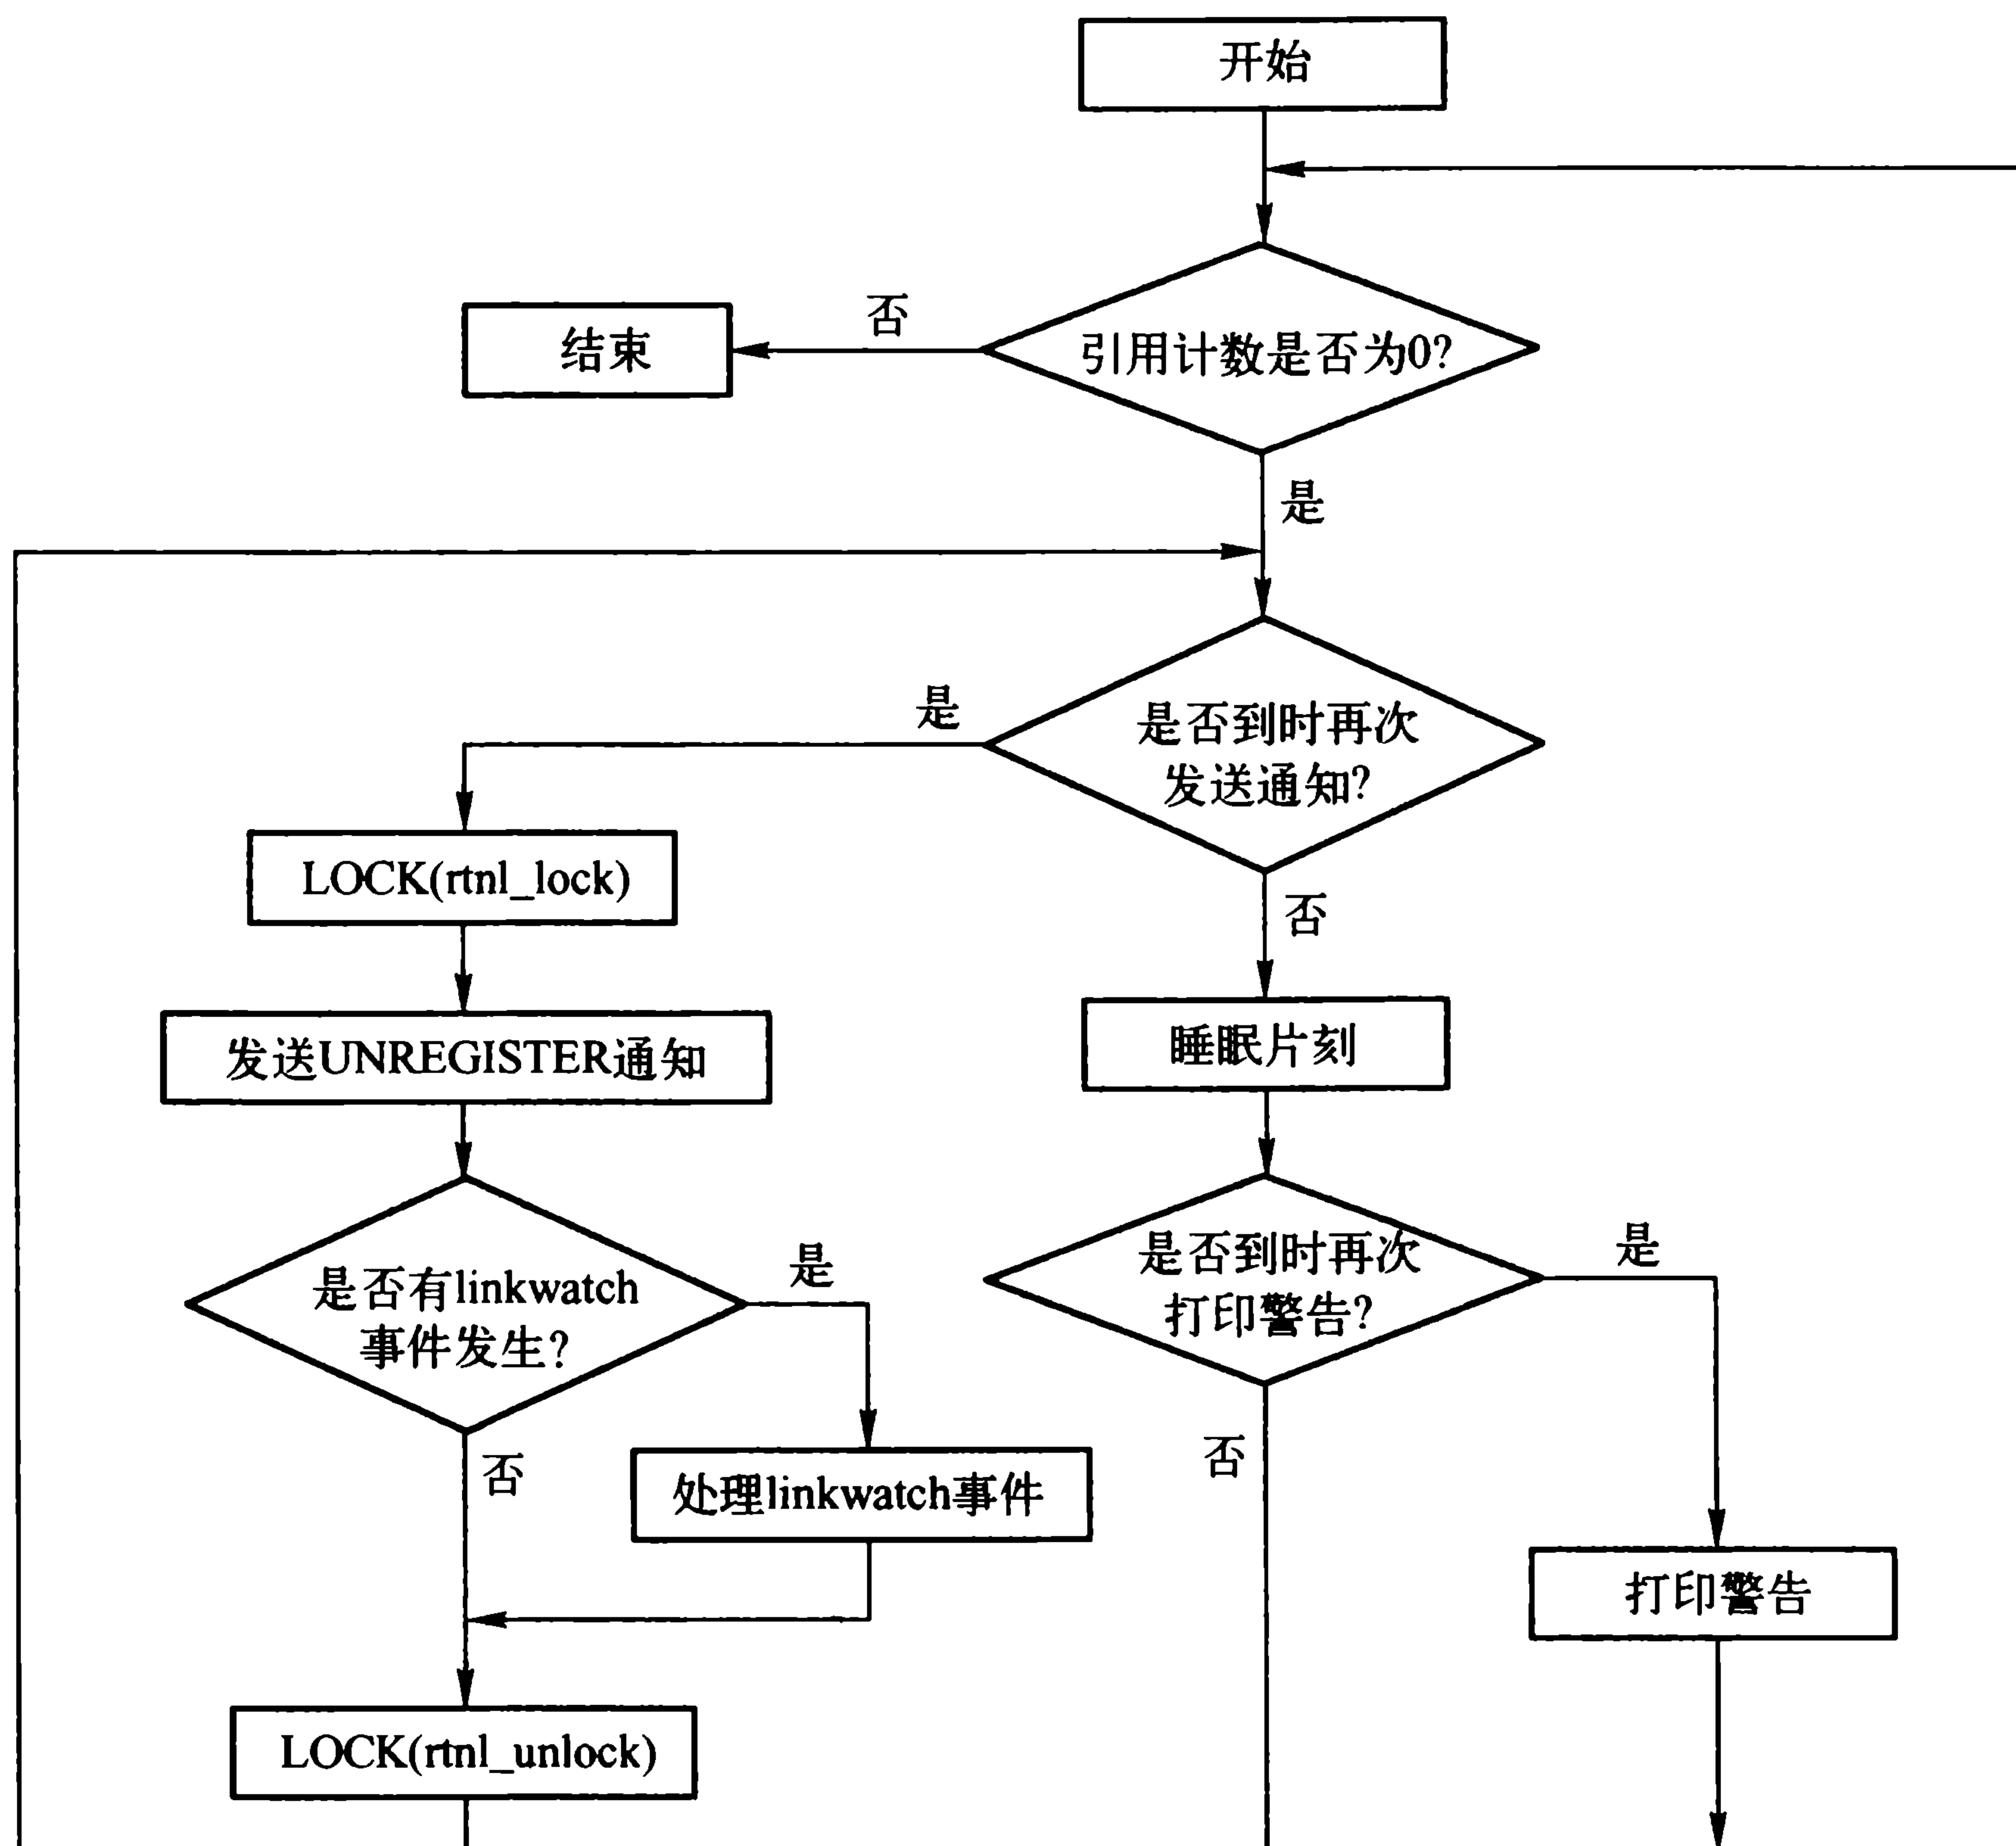 开始
引用计数是否为0?
否
结束
是
是否到时再次
发送通知?
是
LOCK(rtnl_lock)
发送UNREGISTER通知
是否有linkwatch
事件发生?
是
处理linkwatch事件
否
LOCK(rtnl_unlock)
否
睡眠片刻
是否到时再次
打印警告?
是
打印警告
否